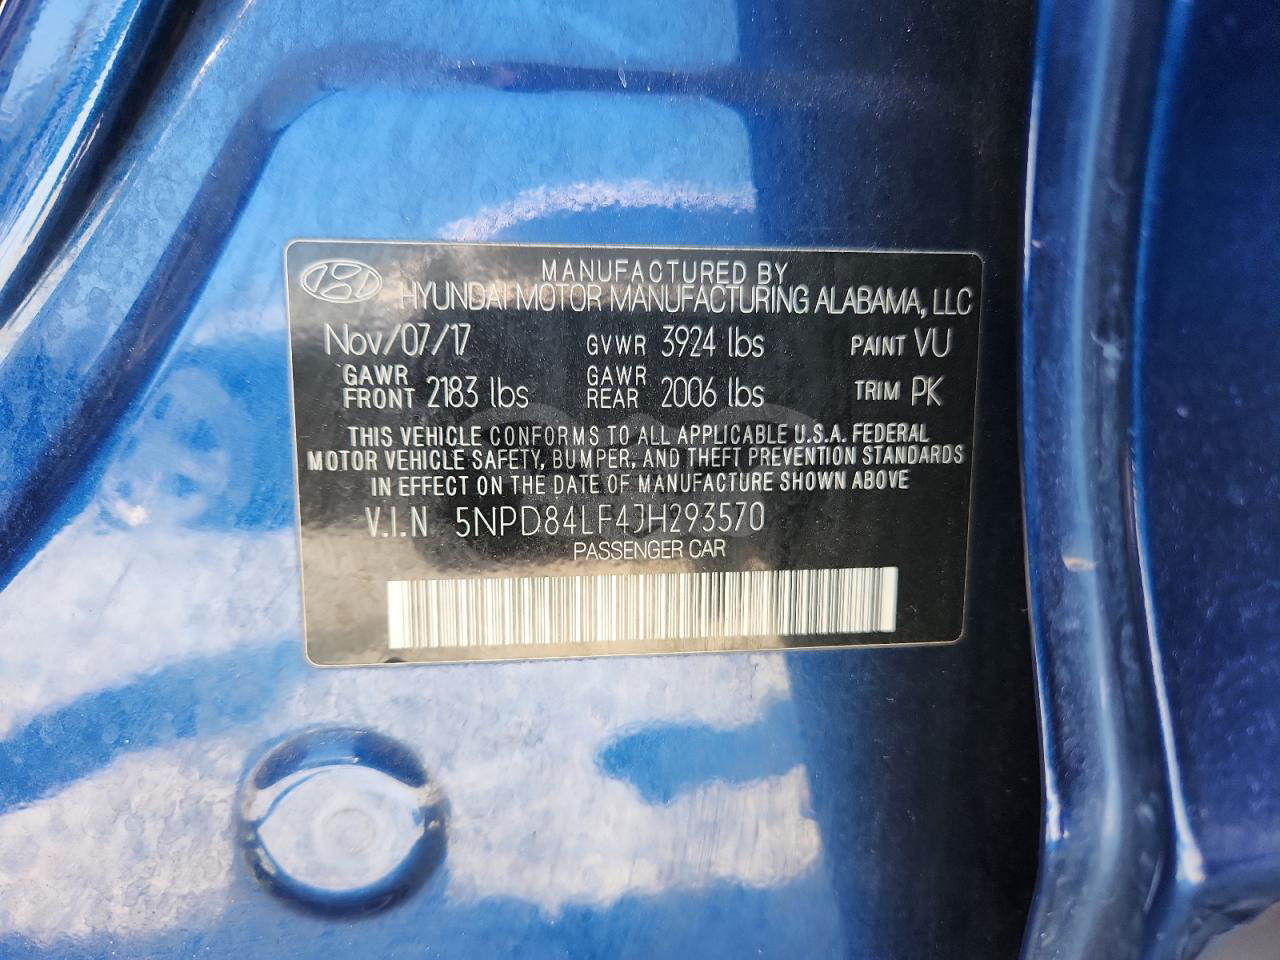 MANUFACTURED BY
HYUNDAI MOTOR MANUFACTURING ALABAMA, LLC
Nov/07/17 GVWR 3924 lbs PAINT VU
GAWR FRONT 2183 lbs GAWR REAR 2006 lbs TRIM PK
THIS VEHICLE CONFORMS TO ALL APPLICABLE U.S.A. FEDERAL
MOTOR VEHICLE SAFETY, BUMPER, AND THEFT PREVENTION STANDARDS
IN EFFECT ON THE DATE OF MANUFACTURE SHOWN ABOVE
V.I.N 5NPD84LF4JH293570
PASSENGER CAR